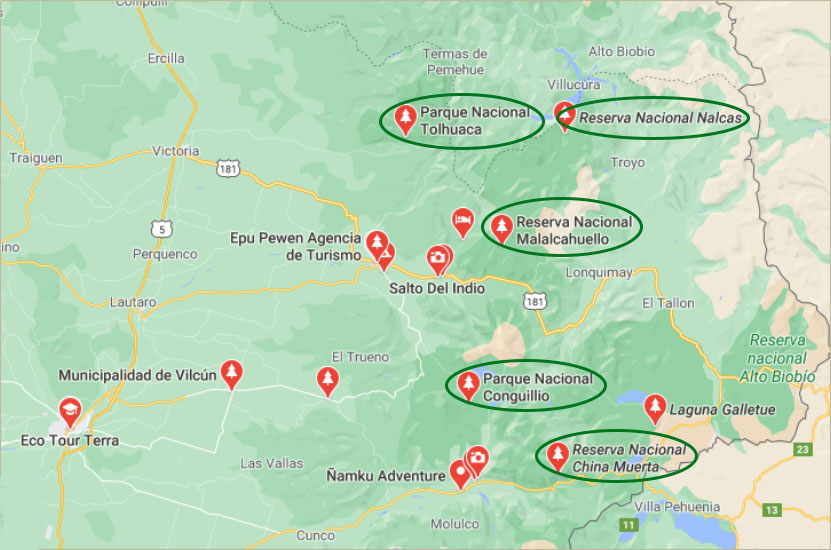 Collipulli
Ercilla
Termas de
Pemehue
Alto Biobío
Villucura
Parque Nacional
Tolhuaca
Reserva Nacional Nalcas
Traiguen
Victoria
181
Troyo
Reserva Nacional
Malalcahuello
5
Epu Pewen Agencia
de Turismo
ino
Perquenco
Lonquimay
Salto Del Indio
181
Lautaro
El Tallon
Reserva
nacional
Alto Biobío
El Trueno
Municipalidad de Vilcún
Parque Nacional
Conguillio
Laguna Galletue
Eco Tour Terra
Reserva Nacional
China Muerta
23
Las Vallas
Ñamku Adventure
Villa Pehuenia
13
Molulco
11
Cunco